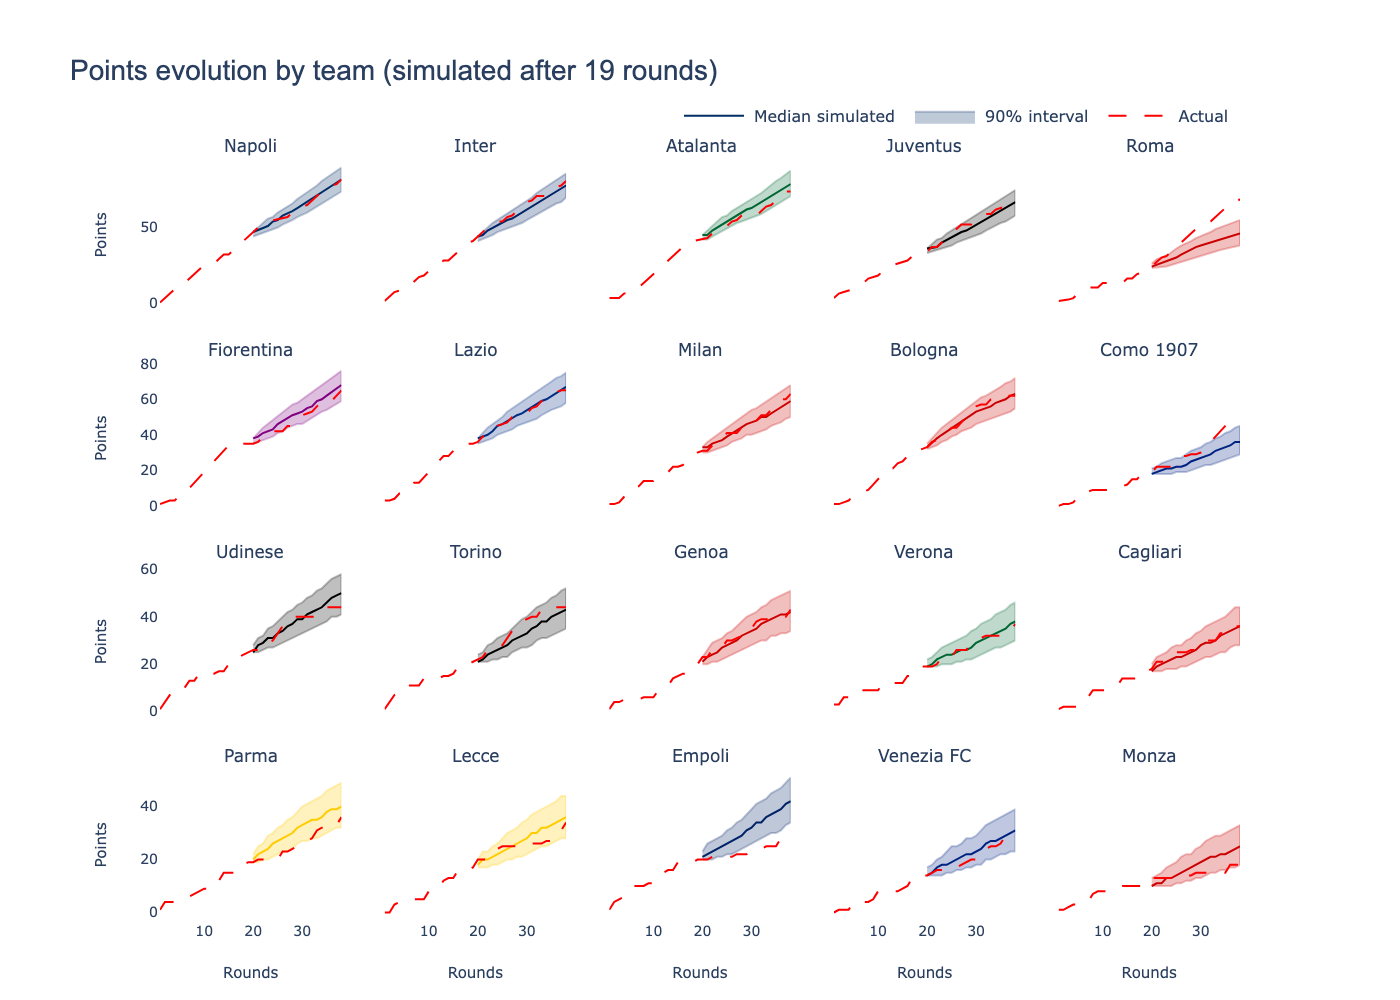 Points evolution by team (simulated after 19 rounds)
Median simulated 90% interval Actual
Napoli Inter Atalanta Juventus Roma
Points
50
0
Fiorentina Lazio Milan Bologna Como 1907
Points
80
60
40
20
0
Udinese Torino Genoa Verona Cagliari
Points
60
40
20
0
Parma Lecce Empoli Venezia FC Monza
Points
40
20
0
10 20 30 10 20 30 10 20 30 10 20 30 10 20 30
Rounds Rounds Rounds Rounds Rounds